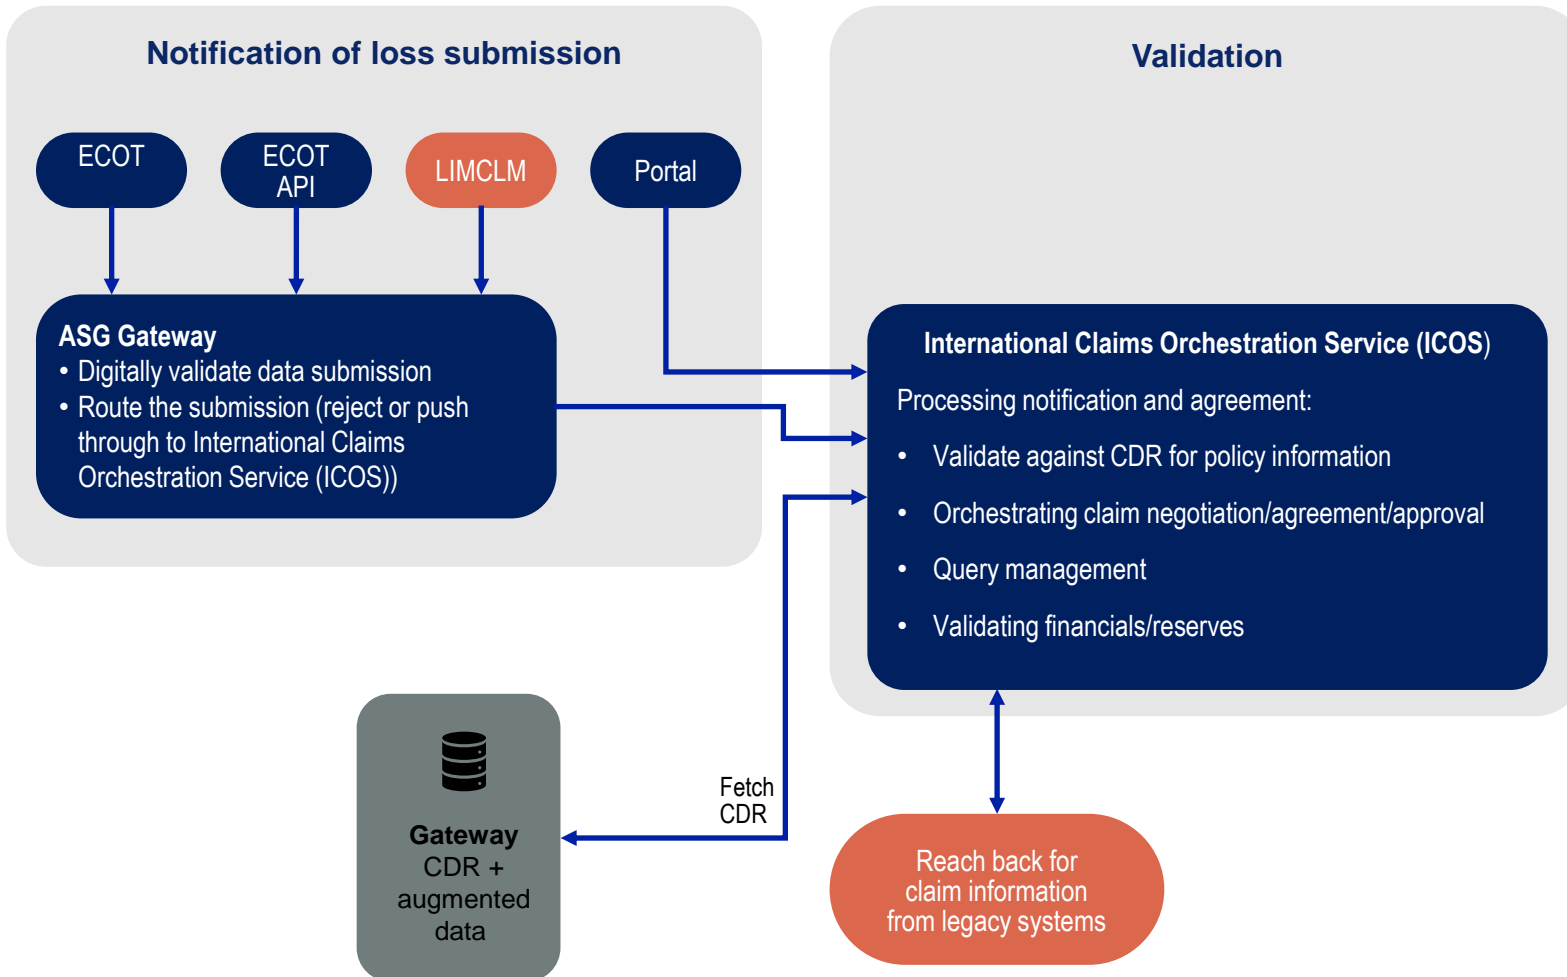 Notification of loss submission
ECOT
ECOT
API
LIMCLM
Portal
ASG Gateway
• Digitally validate data submission
• Route the submission (reject or push
through to International Claims
Orchestration Service (ICOS))
Validation
International Claims Orchestration Service (ICOS)
Processing notification and agreement:
• Validate against CDR for policy information
• Orchestrating claim negotiation/agreement/approval
• Query management
• Validating financials/reserves
Fetch
CDR
Gateway
CDR +
augmented
data
Reach back for
claim information
from legacy systems